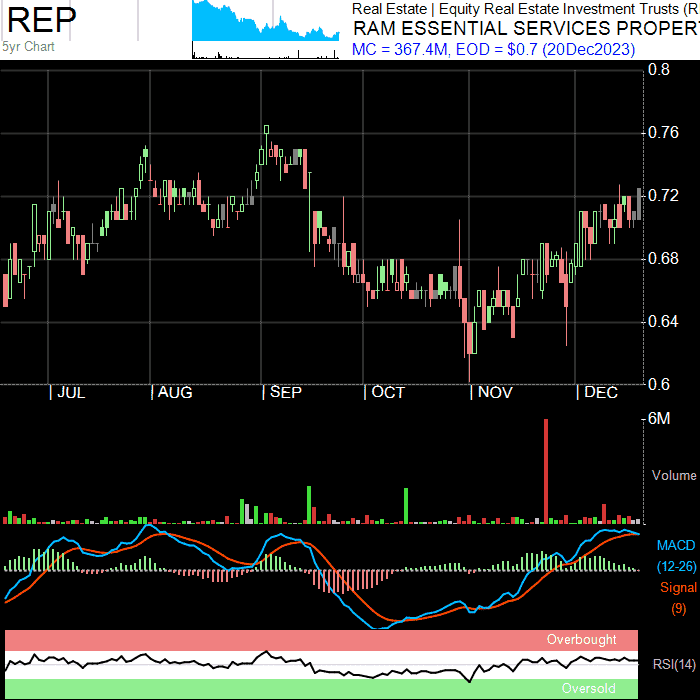 REP
5yr Chart
Real Estate | Equity Real Estate Investment Trusts (R
RAM ESSENTIAL SERVICES PROPER
MC = 367.4M, EOD = $0.7 (20Dec2023)
0.8
0.76
0.72
0.68
0.64
0.6
| JUL | AUG | SEP | OCT | NOV | DEC
6M
Volume
MACD
(12-26)
Signal
(9)
Overbought
RSI(14)
Oversold